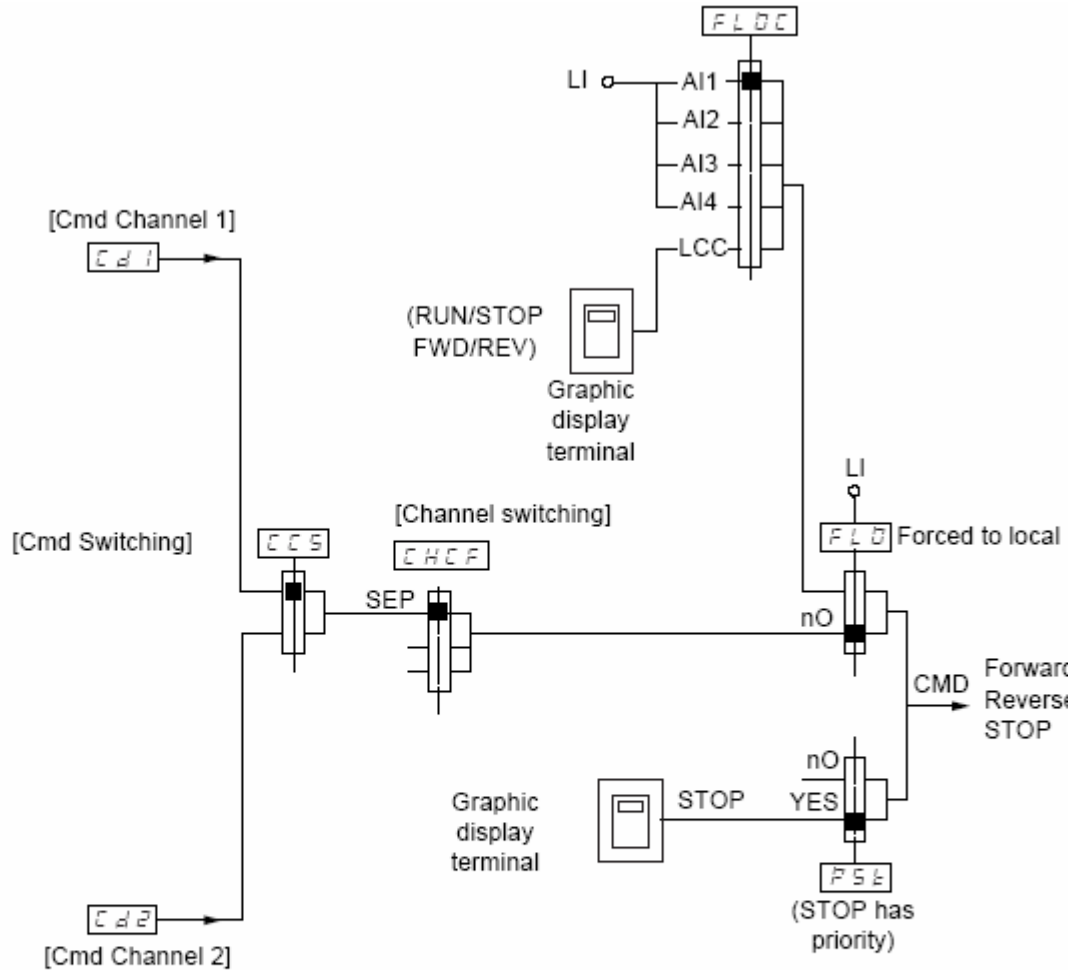 FLOC
LI
AI1
AI2
AI3
AI4
LCC
[Cmd Channel 1]
Cd1
(RUN/STOP
FWD/REV)
Graphic
display
terminal
LI
[Channel switching]
[Cmd Switching]
CCS
CHCF
FLO
Forced to local
SEP
nO
CMD
Forward
Reverse
STOP
nO
Graphic
display
terminal
STOP
YES
PSt
(STOP has
priority)
Cd2
[Cmd Channel 2]